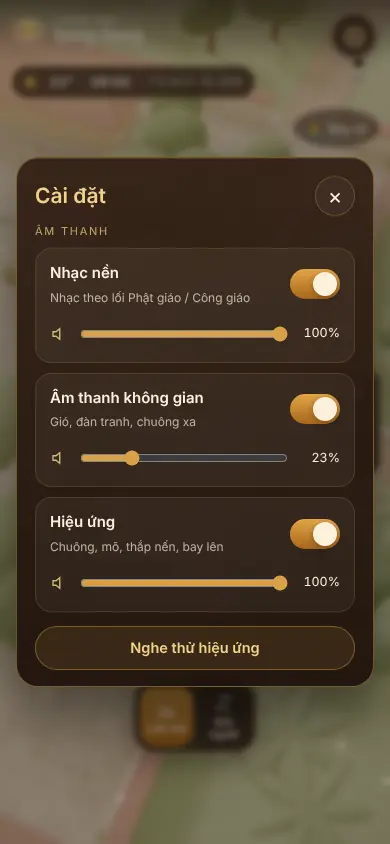 Cài đặt
ÂM THANH
Nhạc nền
Nhạc theo lối Phật giáo / Công giáo
100%
Âm thanh không gian
Gió, đàn tranh, chuông xa
23%
Hiệu ứng
Chuông, mõ, thắp nến, bay lên
100%
Nghe thử hiệu ứng